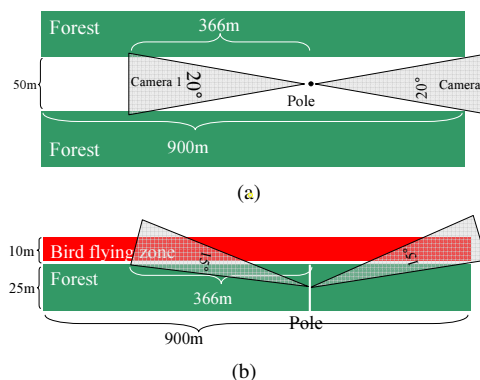 Forest
366m
50m
Camera 1
20°
Pole
20°
Camera
Forest
900m
(a)
10m
Bird flying zone
15°
15°
Forest
25m
366m
Pole
900m
(b)